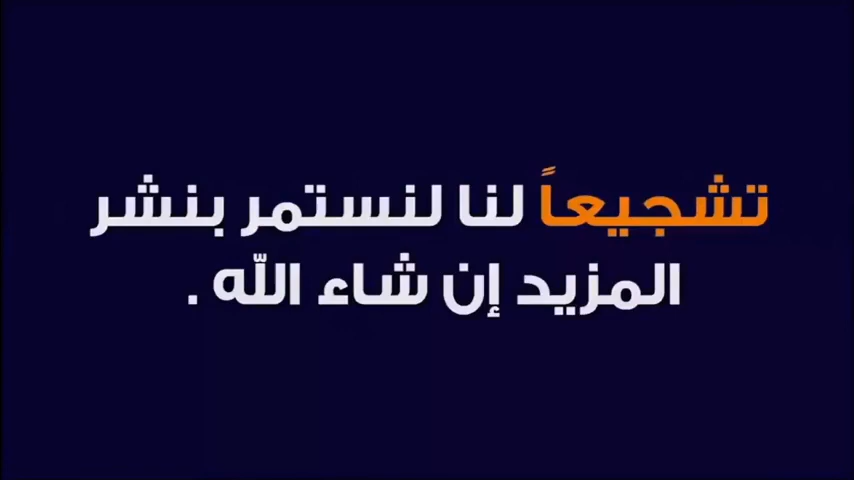 تشجيعاً لنا لنستمر بنشر
المزيد إن شاء الله .